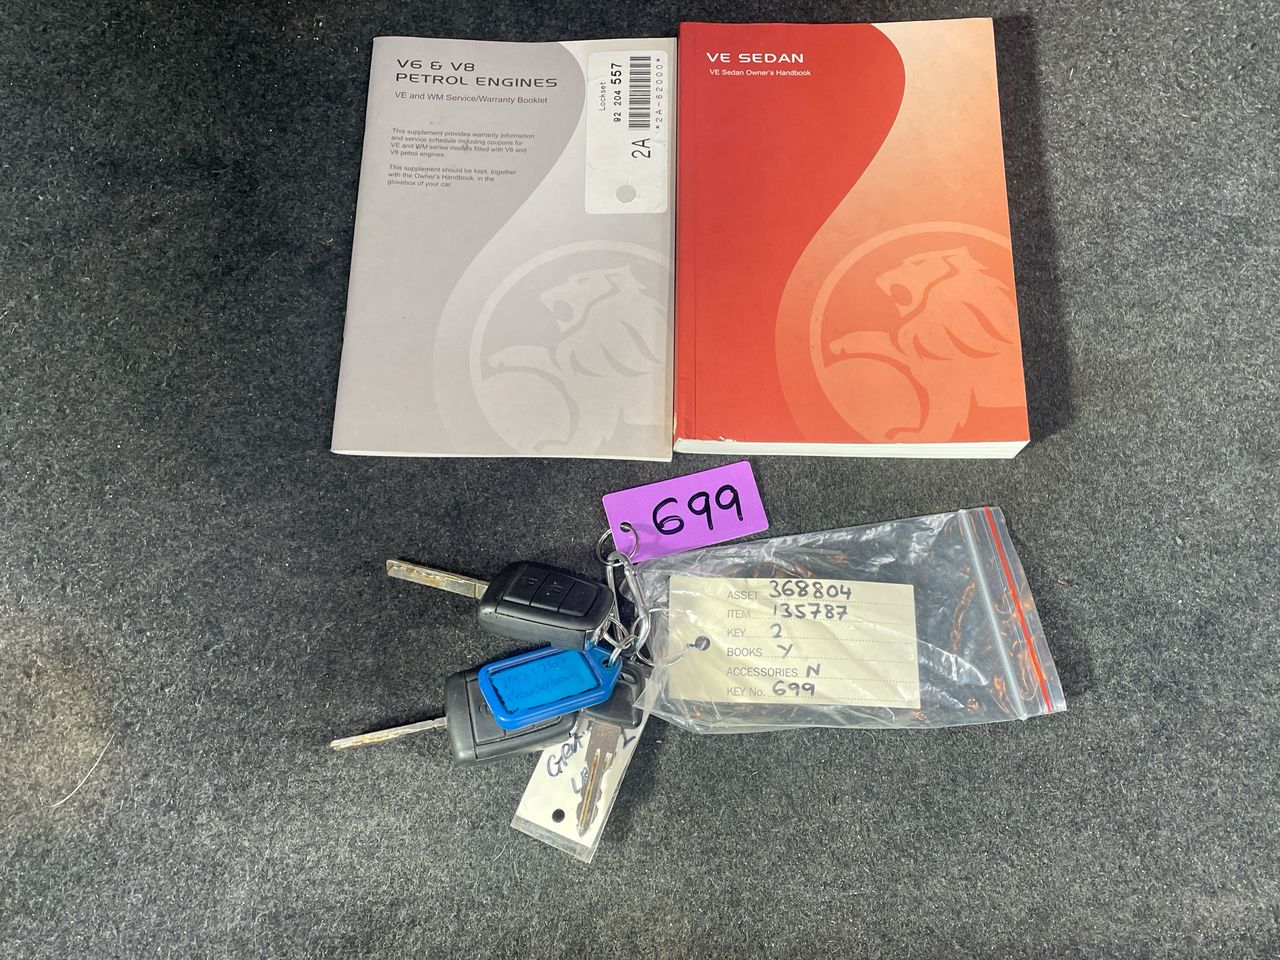 V6 & V8
PETROL ENGINES
VE and WM Service/Warranty Booklet
This supplement provides warranty information
and service schedule including coupons for
VE and WM series models fitted with V6 and
V8 petrol engines.
This supplement should be kept, together
with the Owner's Handbook, in the
glovebox of your car.
Lockset
92 204 557
2A
*2A-62000*
VE SEDAN
VE Sedan Owner's Handbook
699
ASSET 368804
ITEM 135787
KEY 2
BOOKS Y
ACCESSORIES N
KEY No. 699